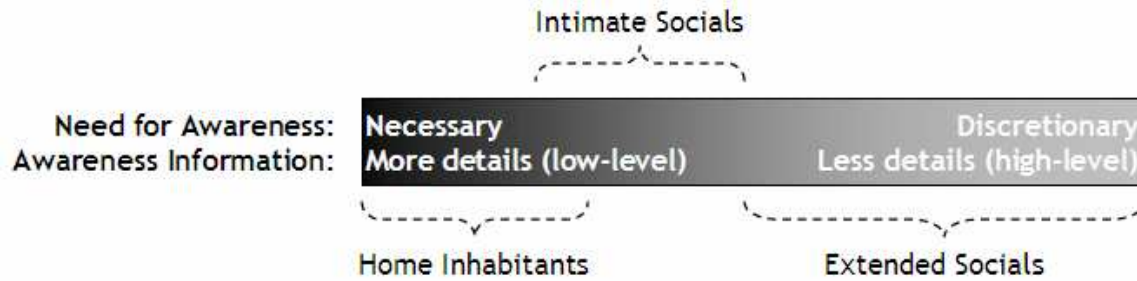 Intimate Socials
Need for Awareness: Necessary Discretionary
Awareness Information: More details (low-level) Less details (high-level)
Home Inhabitants Extended Socials